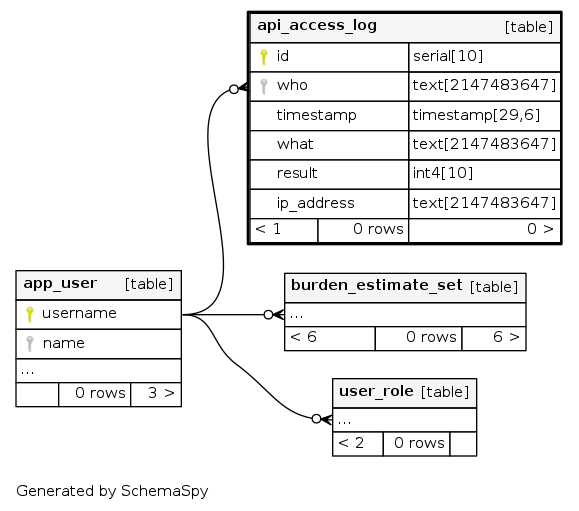 api_access_log [table]
id serial[10]
who text[2147483647]
timestamp timestamp[29,6]
what text[2147483647]
result int4[10]
ip_address text[2147483647]
< 1 0 rows 0 >
app_user [table]
username
name
...
0 rows 3 >
burden_estimate_set [table]
...
< 6 0 rows 6 >
user_role [table]
...
< 2 0 rows
Generated by SchemaSpy